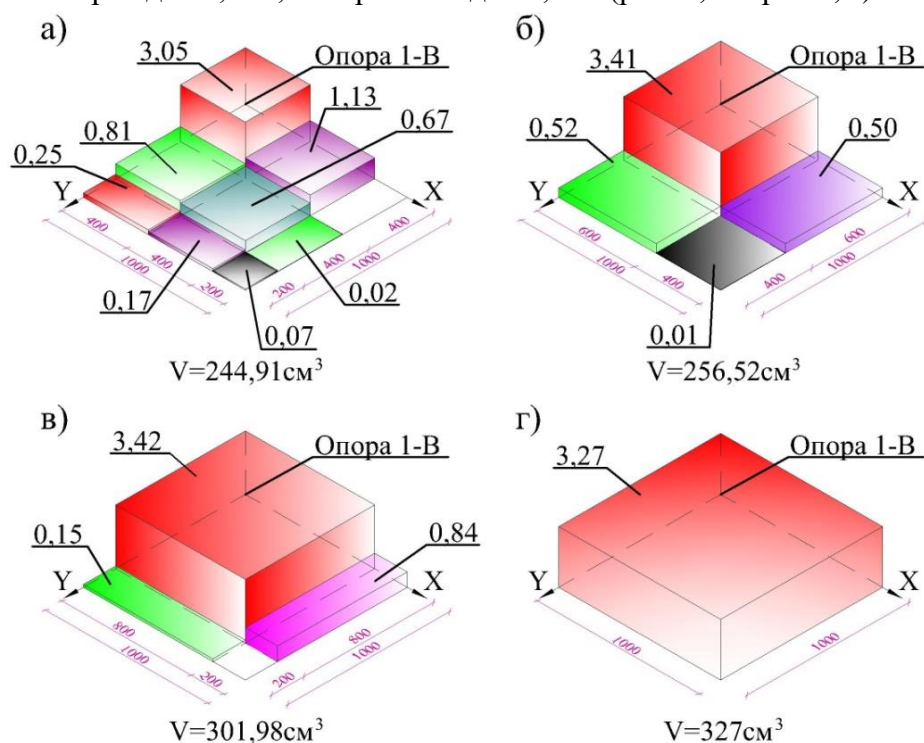 а)
3,05
Опора 1-В
1,13
0,81
0,67
0,25
Y
X
400
1000
400
200
200
400
1000
400
0,17
0,07
0,02
V=244,91см³
б)
3,41
Опора 1-В
0,52
0,50
Y
X
600
1000
400
400
600
1000
0,01
V=256,52см³
в)
3,42
Опора 1-В
0,15
0,84
Y
X
800
1000
200
200
800
1000
V=301,98см³
г)
3,27
Опора 1-В
Y
X
1000
1000
V=327см³